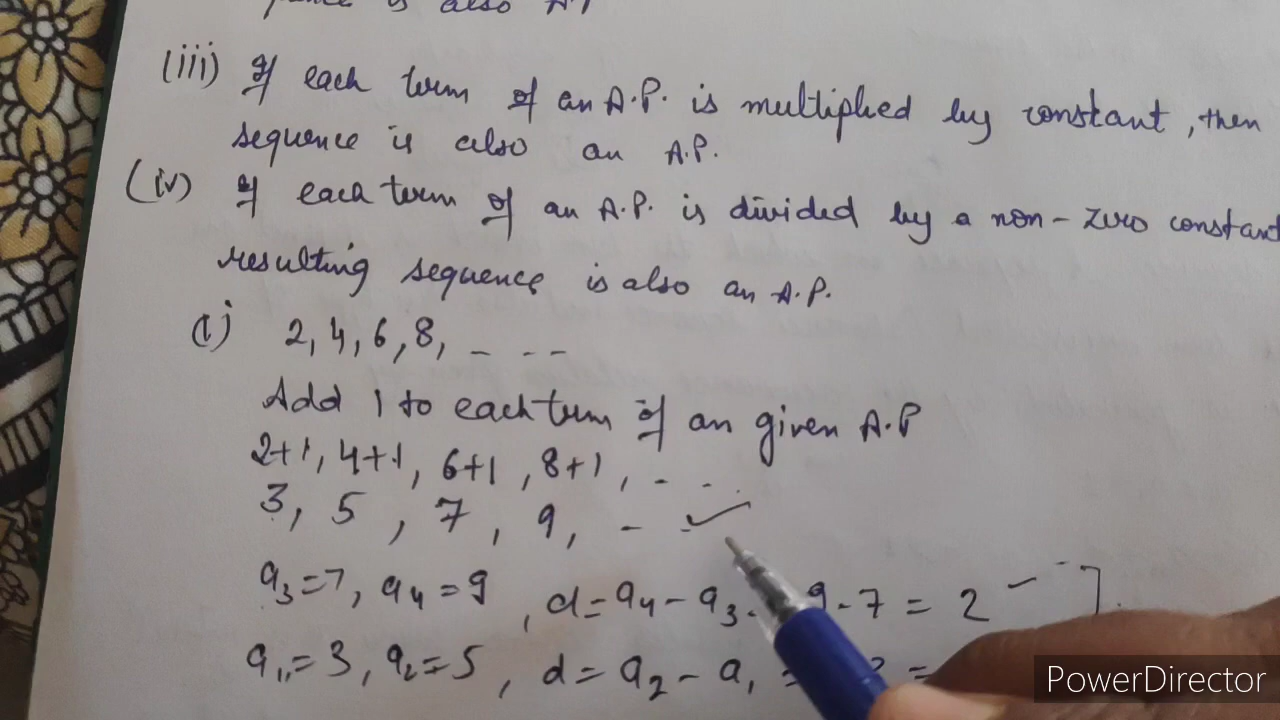 is also A.P
(iii) If each term of an A.P. is multiplied by constant, then
sequence is also an A.P.
(iv) If each term of an A.P. is divided by a non-zero constant
resulting sequence is also an A.P.
(i) 2, 4, 6, 8, - - -
Add 1 to each term of an given A.P
2+1, 4+1, 6+1, 8+1, - - .
3, 5, 7, 9, - - ✓
a₃=7, a₄=9, d=a₄-a₃= 9-7 = 2
a₁=3, a₂=5, d=a₂-a₁ =
PowerDirector